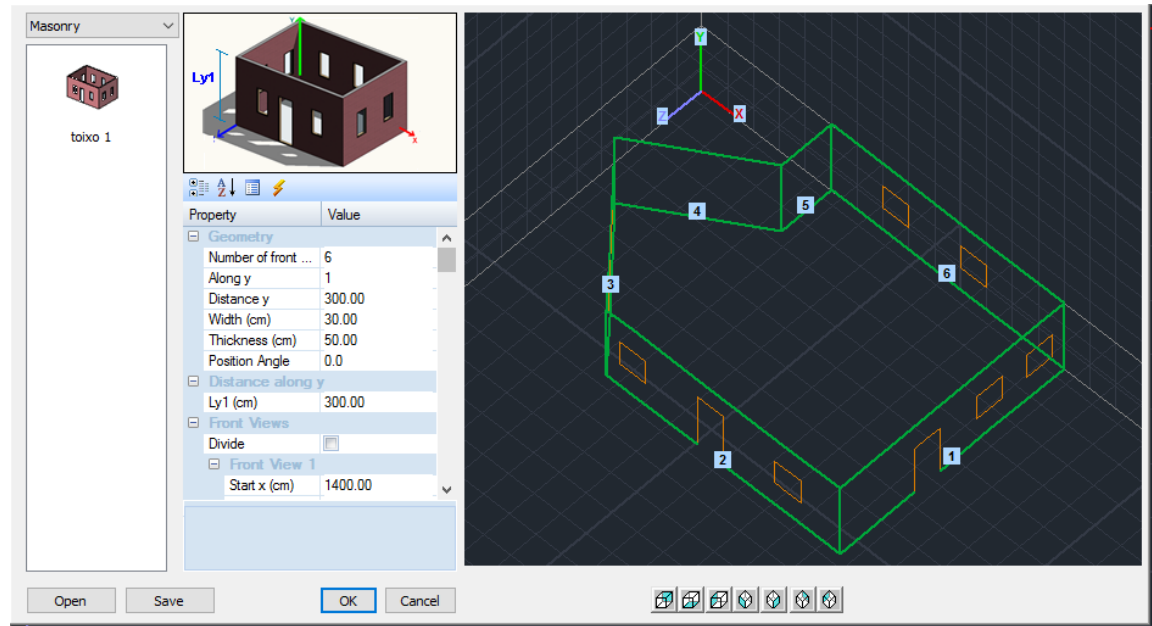 Masonry
toixo 1
Y
Ly1
x
Property Value
Geometry
Number of front ... 6
Along y 1
Distance y 300.00
Width (cm) 30.00
Thickness (cm) 50.00
Position Angle 0.0
Distance along y
Ly1 (cm) 300.00
Front Views
Divide
Front View 1
Start x (cm) 1400.00
Open Save OK Cancel
Y
Z X
4 5
3 6
2 1